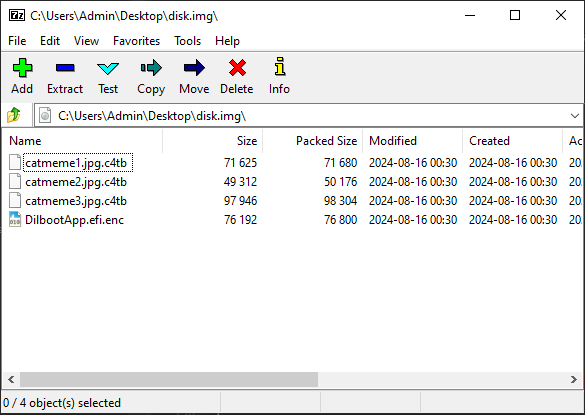 C:\Users\Admin\Desktop\disk.img\
File Edit View Favorites Tools Help
Add Extract Test Copy Move Delete Info
C:\Users\Admin\Desktop\disk.img\
Name Size Packed Size Modified Created Ac
catmeme1.jpg.c4tb 71 625 71 680 2024-08-16 00:30 2024-08-16 00:30 202
catmeme2.jpg.c4tb 49 312 50 176 2024-08-16 00:30 2024-08-16 00:30 202
catmeme3.jpg.c4tb 97 946 98 304 2024-08-16 00:30 2024-08-16 00:30 202
DilbootApp.efi.enc 76 192 76 800 2024-08-16 00:30 2024-08-16 00:30 202
0 / 4 object(s) selected